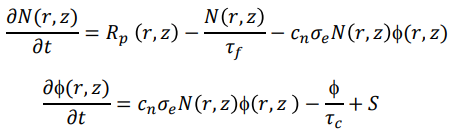 ∂N(r, z)/∂t = R_p (r, z) − N(r, z)/τ_f − c_n σ_e N(r, z)ϕ(r, z)
∂ϕ(r, z)/∂t = c_n σ_e N(r, z)ϕ(r, z ) − ϕ/τ_c + S